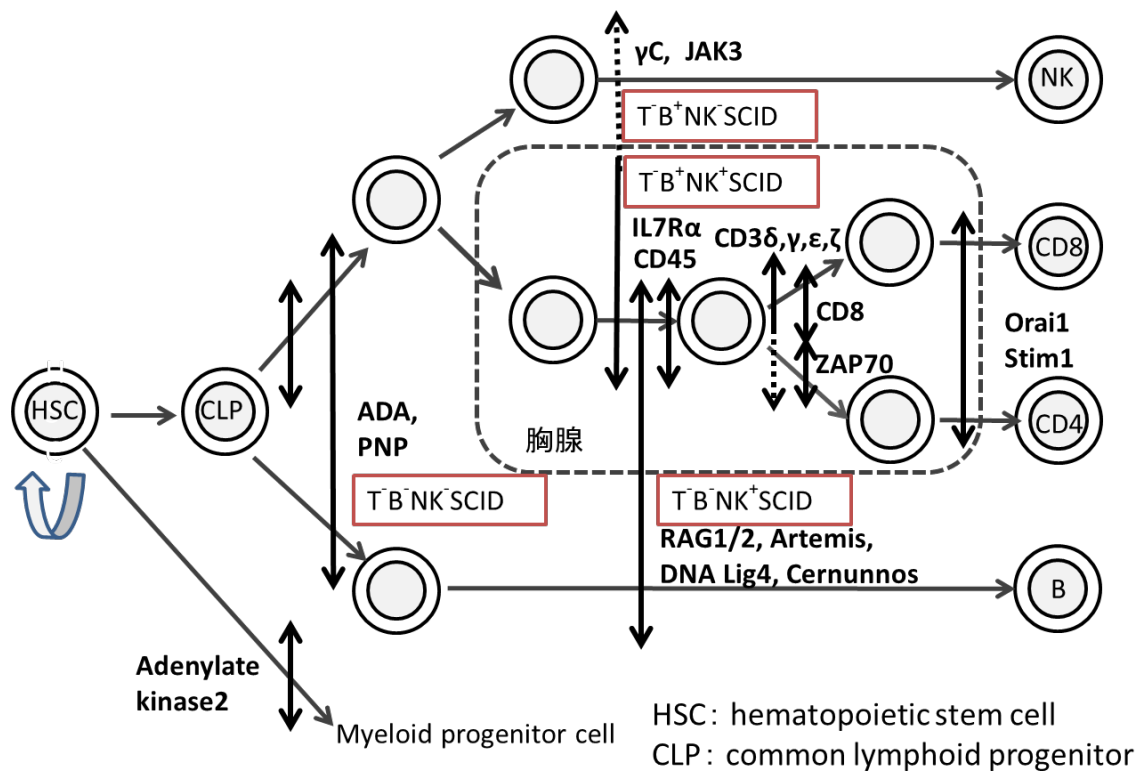 γC, JAK3
NK
T⁻B⁺NK⁻SCID
T⁻B⁺NK⁺SCID
IL7Rα
CD45
CD3δ,γ,ε,ζ
CD8
CD8
ZAP70
Orai1
Stim1
HSC
CLP
ADA,
PNP
胸腺
CD4
T⁻B⁻NK⁻SCID
T⁻B⁻NK⁺SCID
RAG1/2, Artemis,
DNA Lig4, Cernunnos
B
Adenylate
kinase2
Myeloid progenitor cell
HSC: hematopoietic stem cell
CLP: common lymphoid progenitor